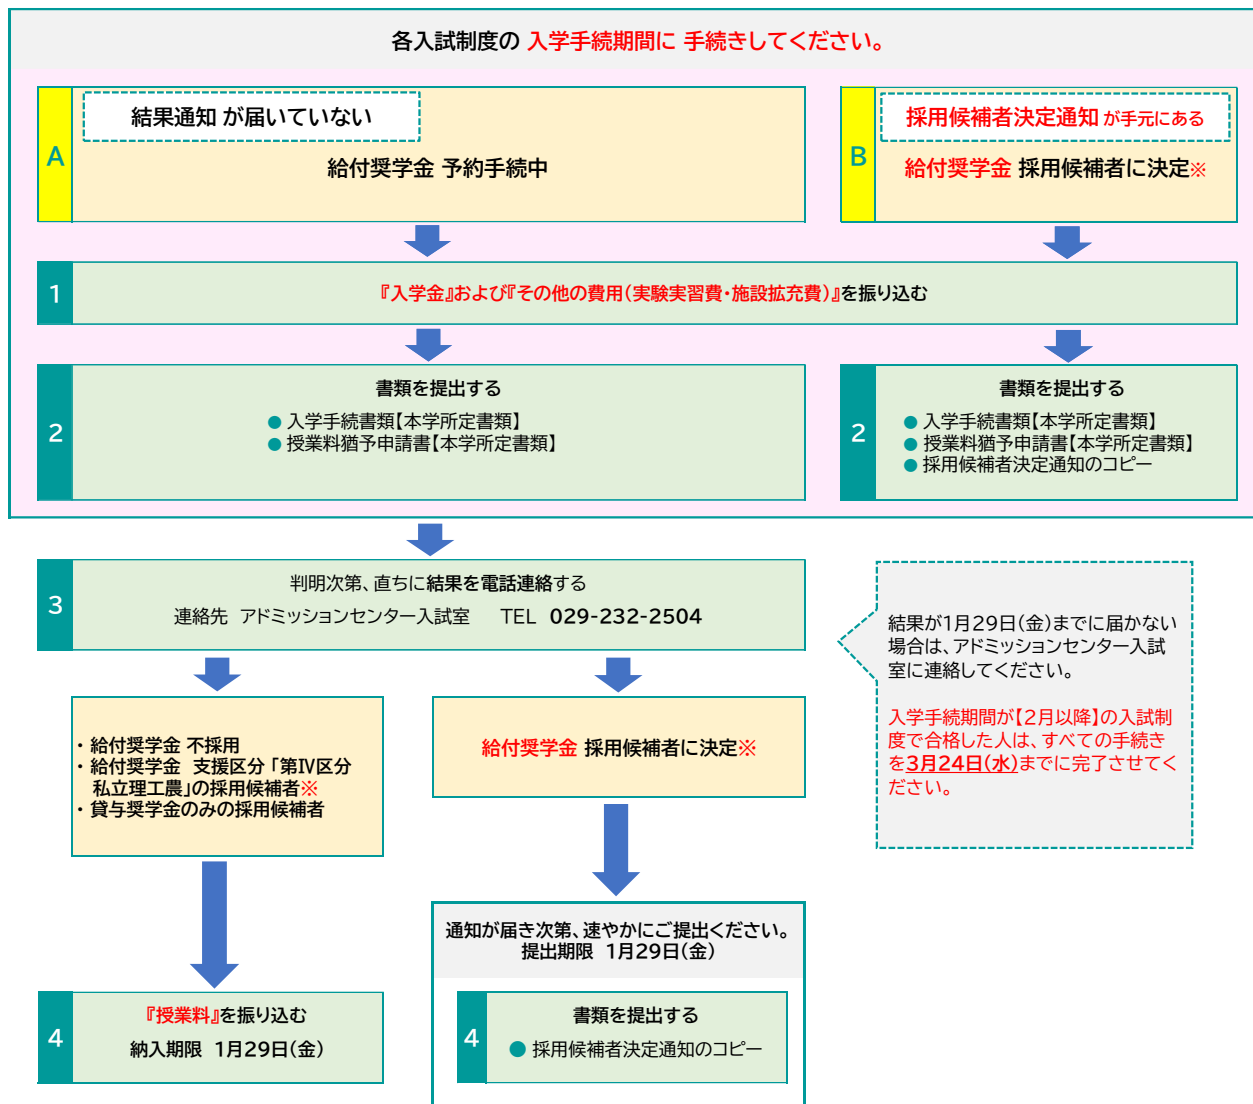 各入試制度の 入学手続期間に 手続きしてください。
A
結果通知 が届いていない
給付奨学金 予約手続中
B
採用候補者決定通知 が手元にある
給付奨学金 採用候補者に決定※
1
『入学金』および『その他の費用(実験実習費・施設拡充費)』を振り込む
2
書類を提出する
● 入学手続書類【本学所定書類】
● 授業料猶予申請書【本学所定書類】
2
書類を提出する
● 入学手続書類【本学所定書類】
● 授業料猶予申請書【本学所定書類】
● 採用候補者決定通知のコピー
3
判明次第、直ちに結果を電話連絡する
連絡先 アドミッションセンター入試室 TEL 029-232-2504
結果が1月29日(金)までに届かない
場合は、アドミッションセンター入試
室に連絡してください。
入学手続期間が【2月以降】の入試制
度で合格した人は、すべての手続き
を3月24日(水)までに完了させてく
ださい。
・ 給付奨学金 不採用
・ 給付奨学金 支援区分 「第Ⅳ区分
私立理工農」の採用候補者※
・ 貸与奨学金のみの採用候補者
給付奨学金 採用候補者に決定※
通知が届き次第、速やかにご提出ください。
提出期限 1月29日(金)
4
『授業料』を振り込む
納入期限 1月29日(金)
4
書類を提出する
● 採用候補者決定通知のコピー